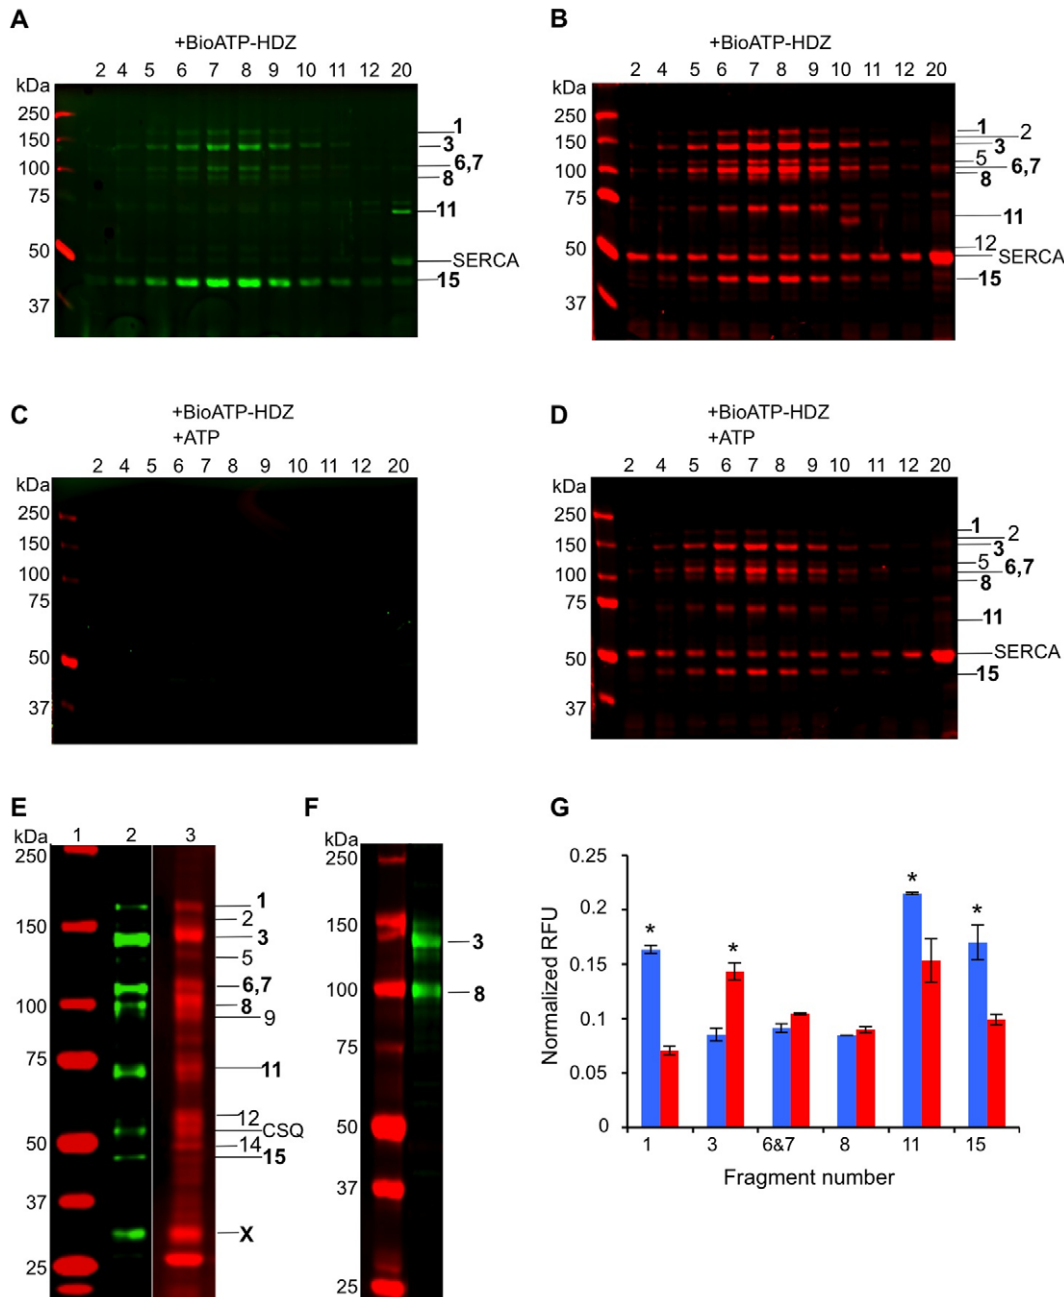 A
+BioATP-HDZ
2 4 5 6 7 8 9 10 11 12 20
kDa
250
150
100
75
50
37
1
3
6,7
8
11
SERCA
15
B
+BioATP-HDZ
2 4 5 6 7 8 9 10 11 12 20
kDa
250
150
100
75
50
37
1
2
3
5
6,7
8
11
12
SERCA
15
C
+BioATP-HDZ
+ATP
2 4 5 6 7 8 9 10 11 12 20
kDa
250
150
100
75
50
37
D
+BioATP-HDZ
+ATP
2 4 5 6 7 8 9 10 11 12 20
kDa
250
150
100
75
50
37
1
2
3
5
6,7
8
11
SERCA
15
E
kDa 1 2 3
250
150
100
75
50
37
25
1
2
3
5
6,7
8
9
11
12
CSQ
14
15
X
F
kDa
250
150
100
75
50
37
25
3
8
G
Normalized RFU
0.25
0.2
0.15
0.1
0.05
0
* * * *
1 3 6&7 8 11 15
Fragment number